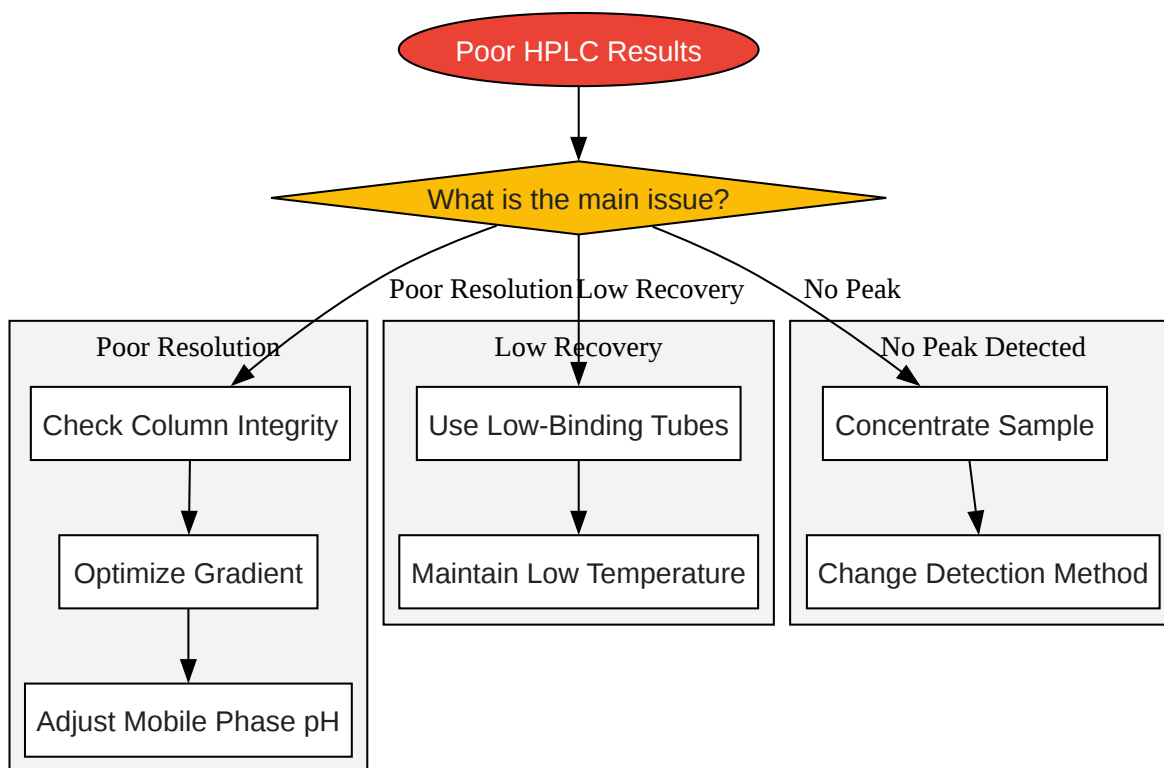 Poor HPLC Results
What is the main issue?
Poor Resolution
Low Recovery
No Peak
Poor Resolution
Low Recovery
No Peak Detected
Check Column Integrity
Use Low-Binding Tubes
Concentrate Sample
Optimize Gradient
Maintain Low Temperature
Change Detection Method
Adjust Mobile Phase pH